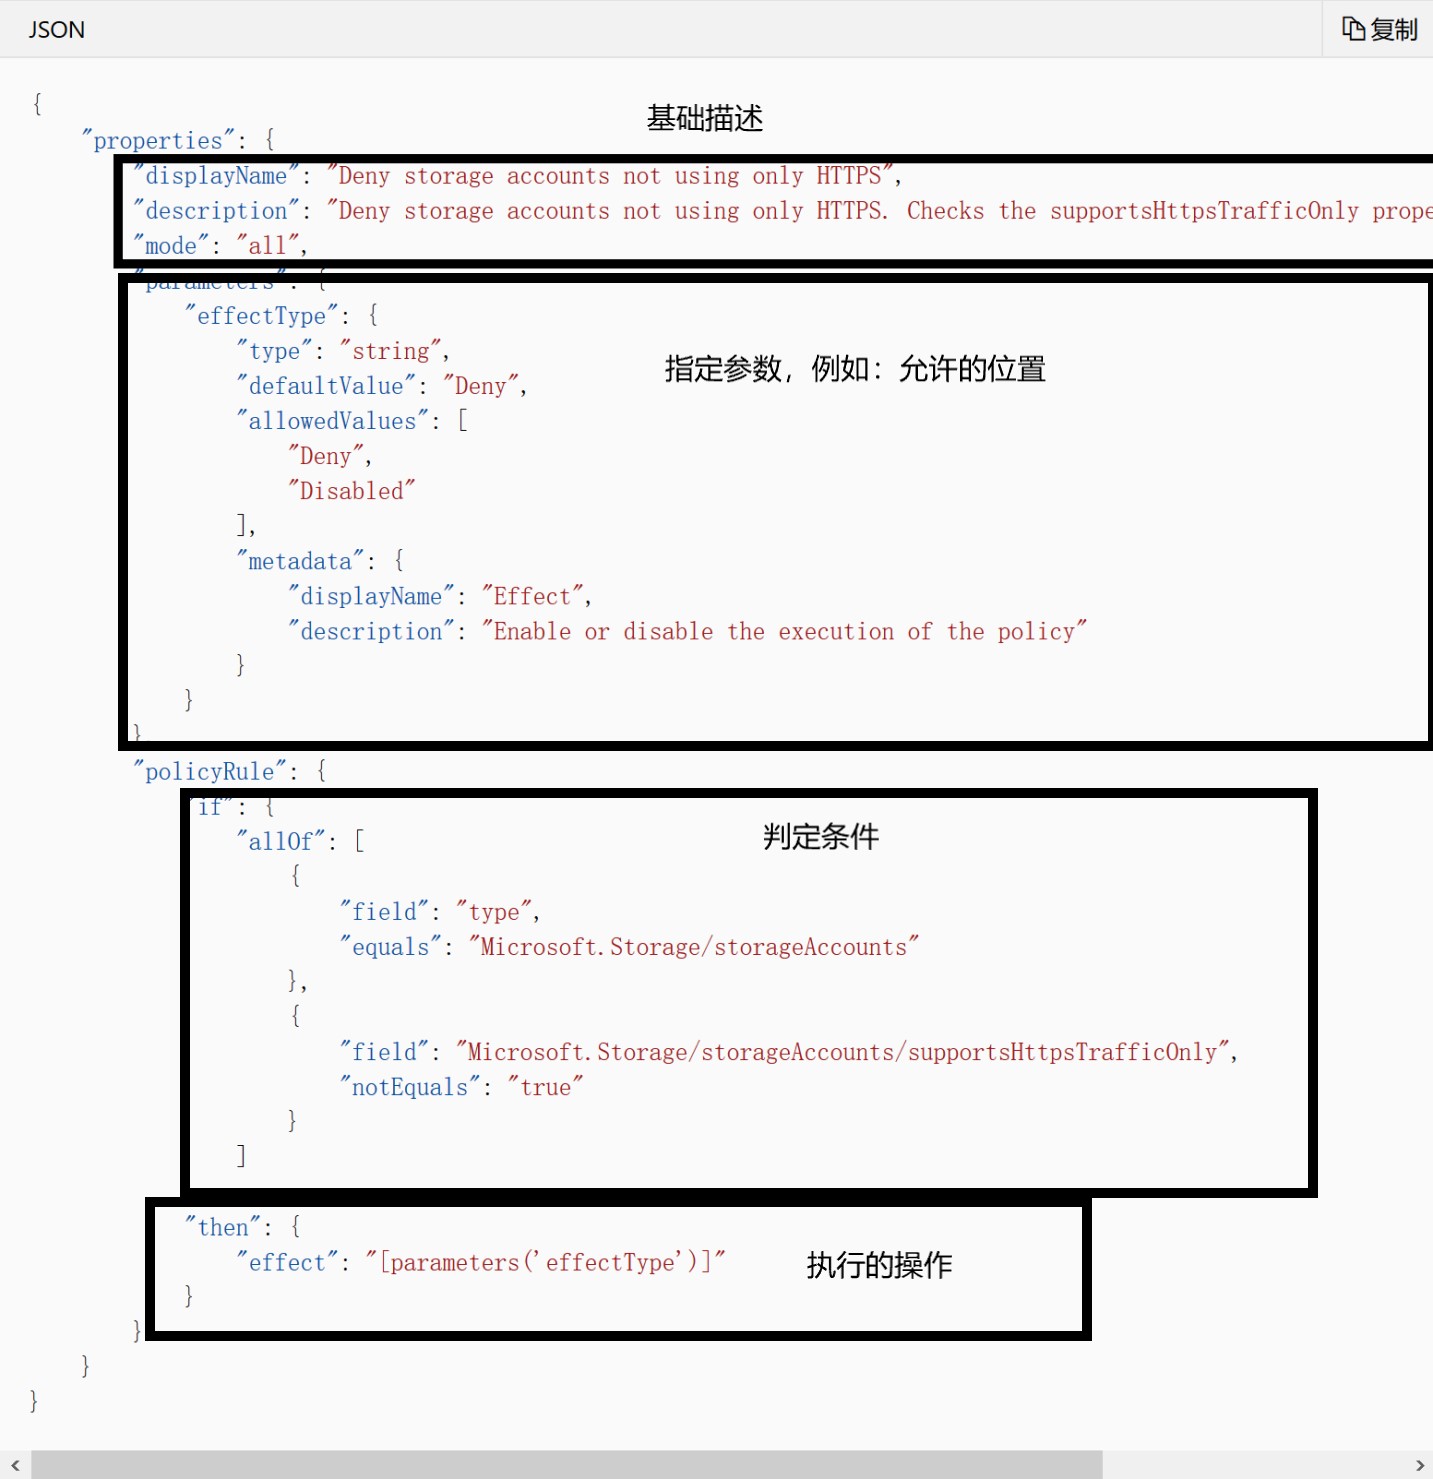 JSON
复制
{
基础描述
"properties": {
"displayName": "Deny storage accounts not using only HTTPS",
"description": "Deny storage accounts not using only HTTPS. Checks the supportsHttpsTrafficOnly prope
"mode": "all",
"parameters": {
"effectType": {
"type": "string",
指定参数，例如：允许的位置
"defaultValue": "Deny",
"allowedValues": [
"Deny",
"Disabled"
],
"metadata": {
"displayName": "Effect",
"description": "Enable or disable the execution of the policy"
}
}
}
"policyRule": {
if": {
判定条件
"allOf": [
{
"field": "type",
"equals": "Microsoft.Storage/storageAccounts"
},
{
"field": "Microsoft.Storage/storageAccounts/supportsHttpsTrafficOnly",
"notEquals": "true"
}
]
"then": {
"effect": "[parameters('effectType')]"
执行的操作
}
}
}
}